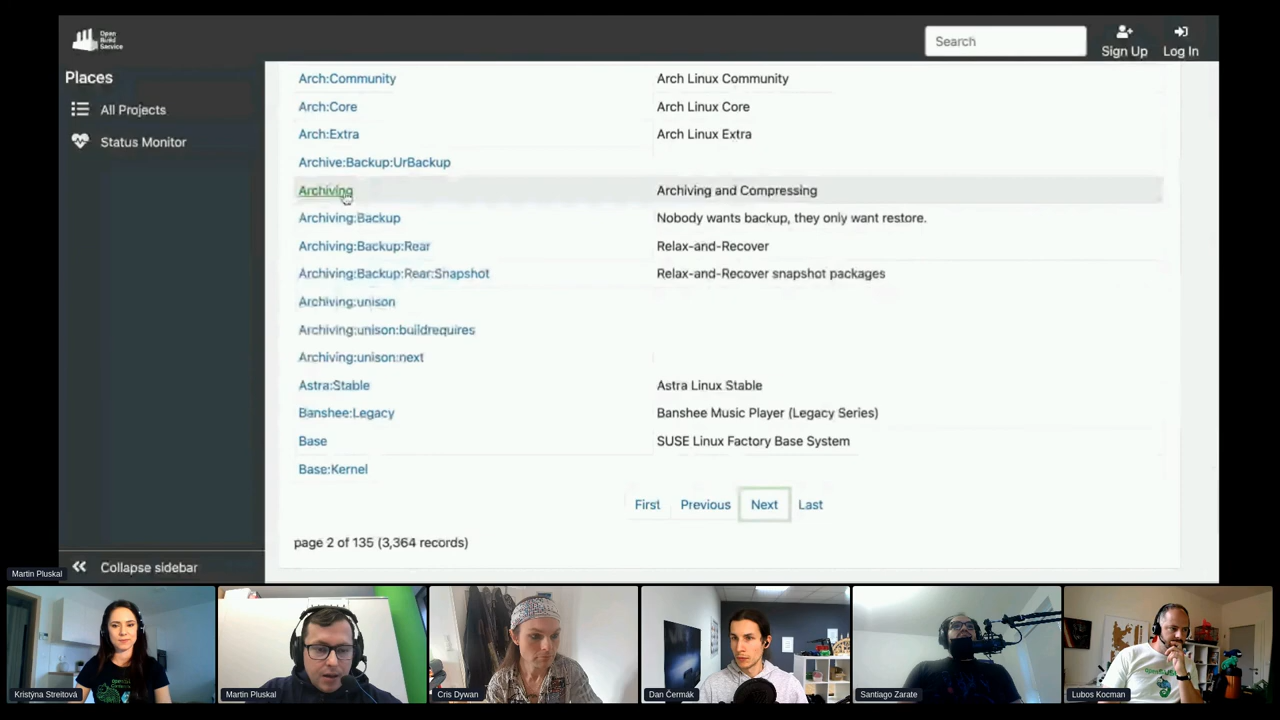 Open
Build
Service
Search
Sign Up
Log In
Places
All Projects
Status Monitor
Arch:Community Arch Linux Community
Arch:Core Arch Linux Core
Arch:Extra Arch Linux Extra
Archive:Backup:UrBackup
Archiving Archiving and Compressing
Archiving:Backup Nobody wants backup, they only want restore.
Archiving:Backup:Rear Relax-and-Recover
Archiving:Backup:Rear:Snapshot Relax-and-Recover snapshot packages
Archiving:unison
Archiving:unison:buildrequires
Archiving:unison:next
Astra:Stable Astra Linux Stable
Banshee:Legacy Banshee Music Player (Legacy Series)
Base SUSE Linux Factory Base System
Base:Kernel
First Previous Next Last
page 2 of 135 (3,364 records)
Collapse sidebar
Martin Pluskal
Kristýna Streitová
Martin Pluskal
Cris Dywan
Dan Čermák
Santiago Zarate
Lubos Kocman